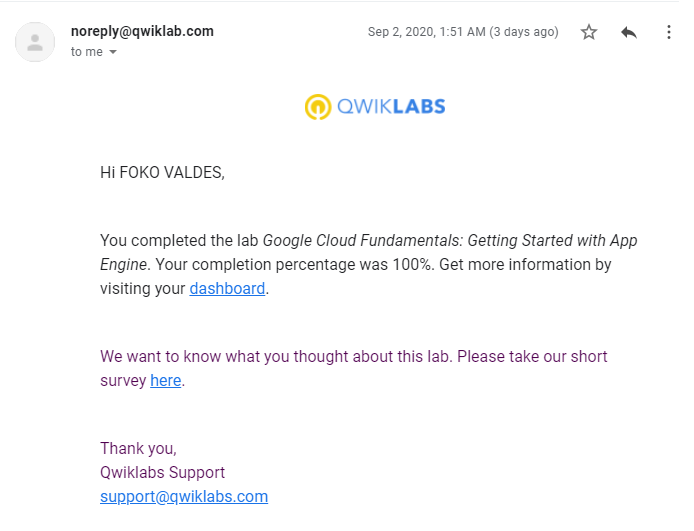 noreply@qwiklab.com
Sep 2, 2020, 1:51 AM (3 days ago)
to me
QWIKLABS
Hi FOKO VALDES,
You completed the lab Google Cloud Fundamentals: Getting Started with App
Engine. Your completion percentage was 100%. Get more information by
visiting your dashboard.
We want to know what you thought about this lab. Please take our short
survey here.
Thank you,
Qwiklabs Support
support@qwiklabs.com